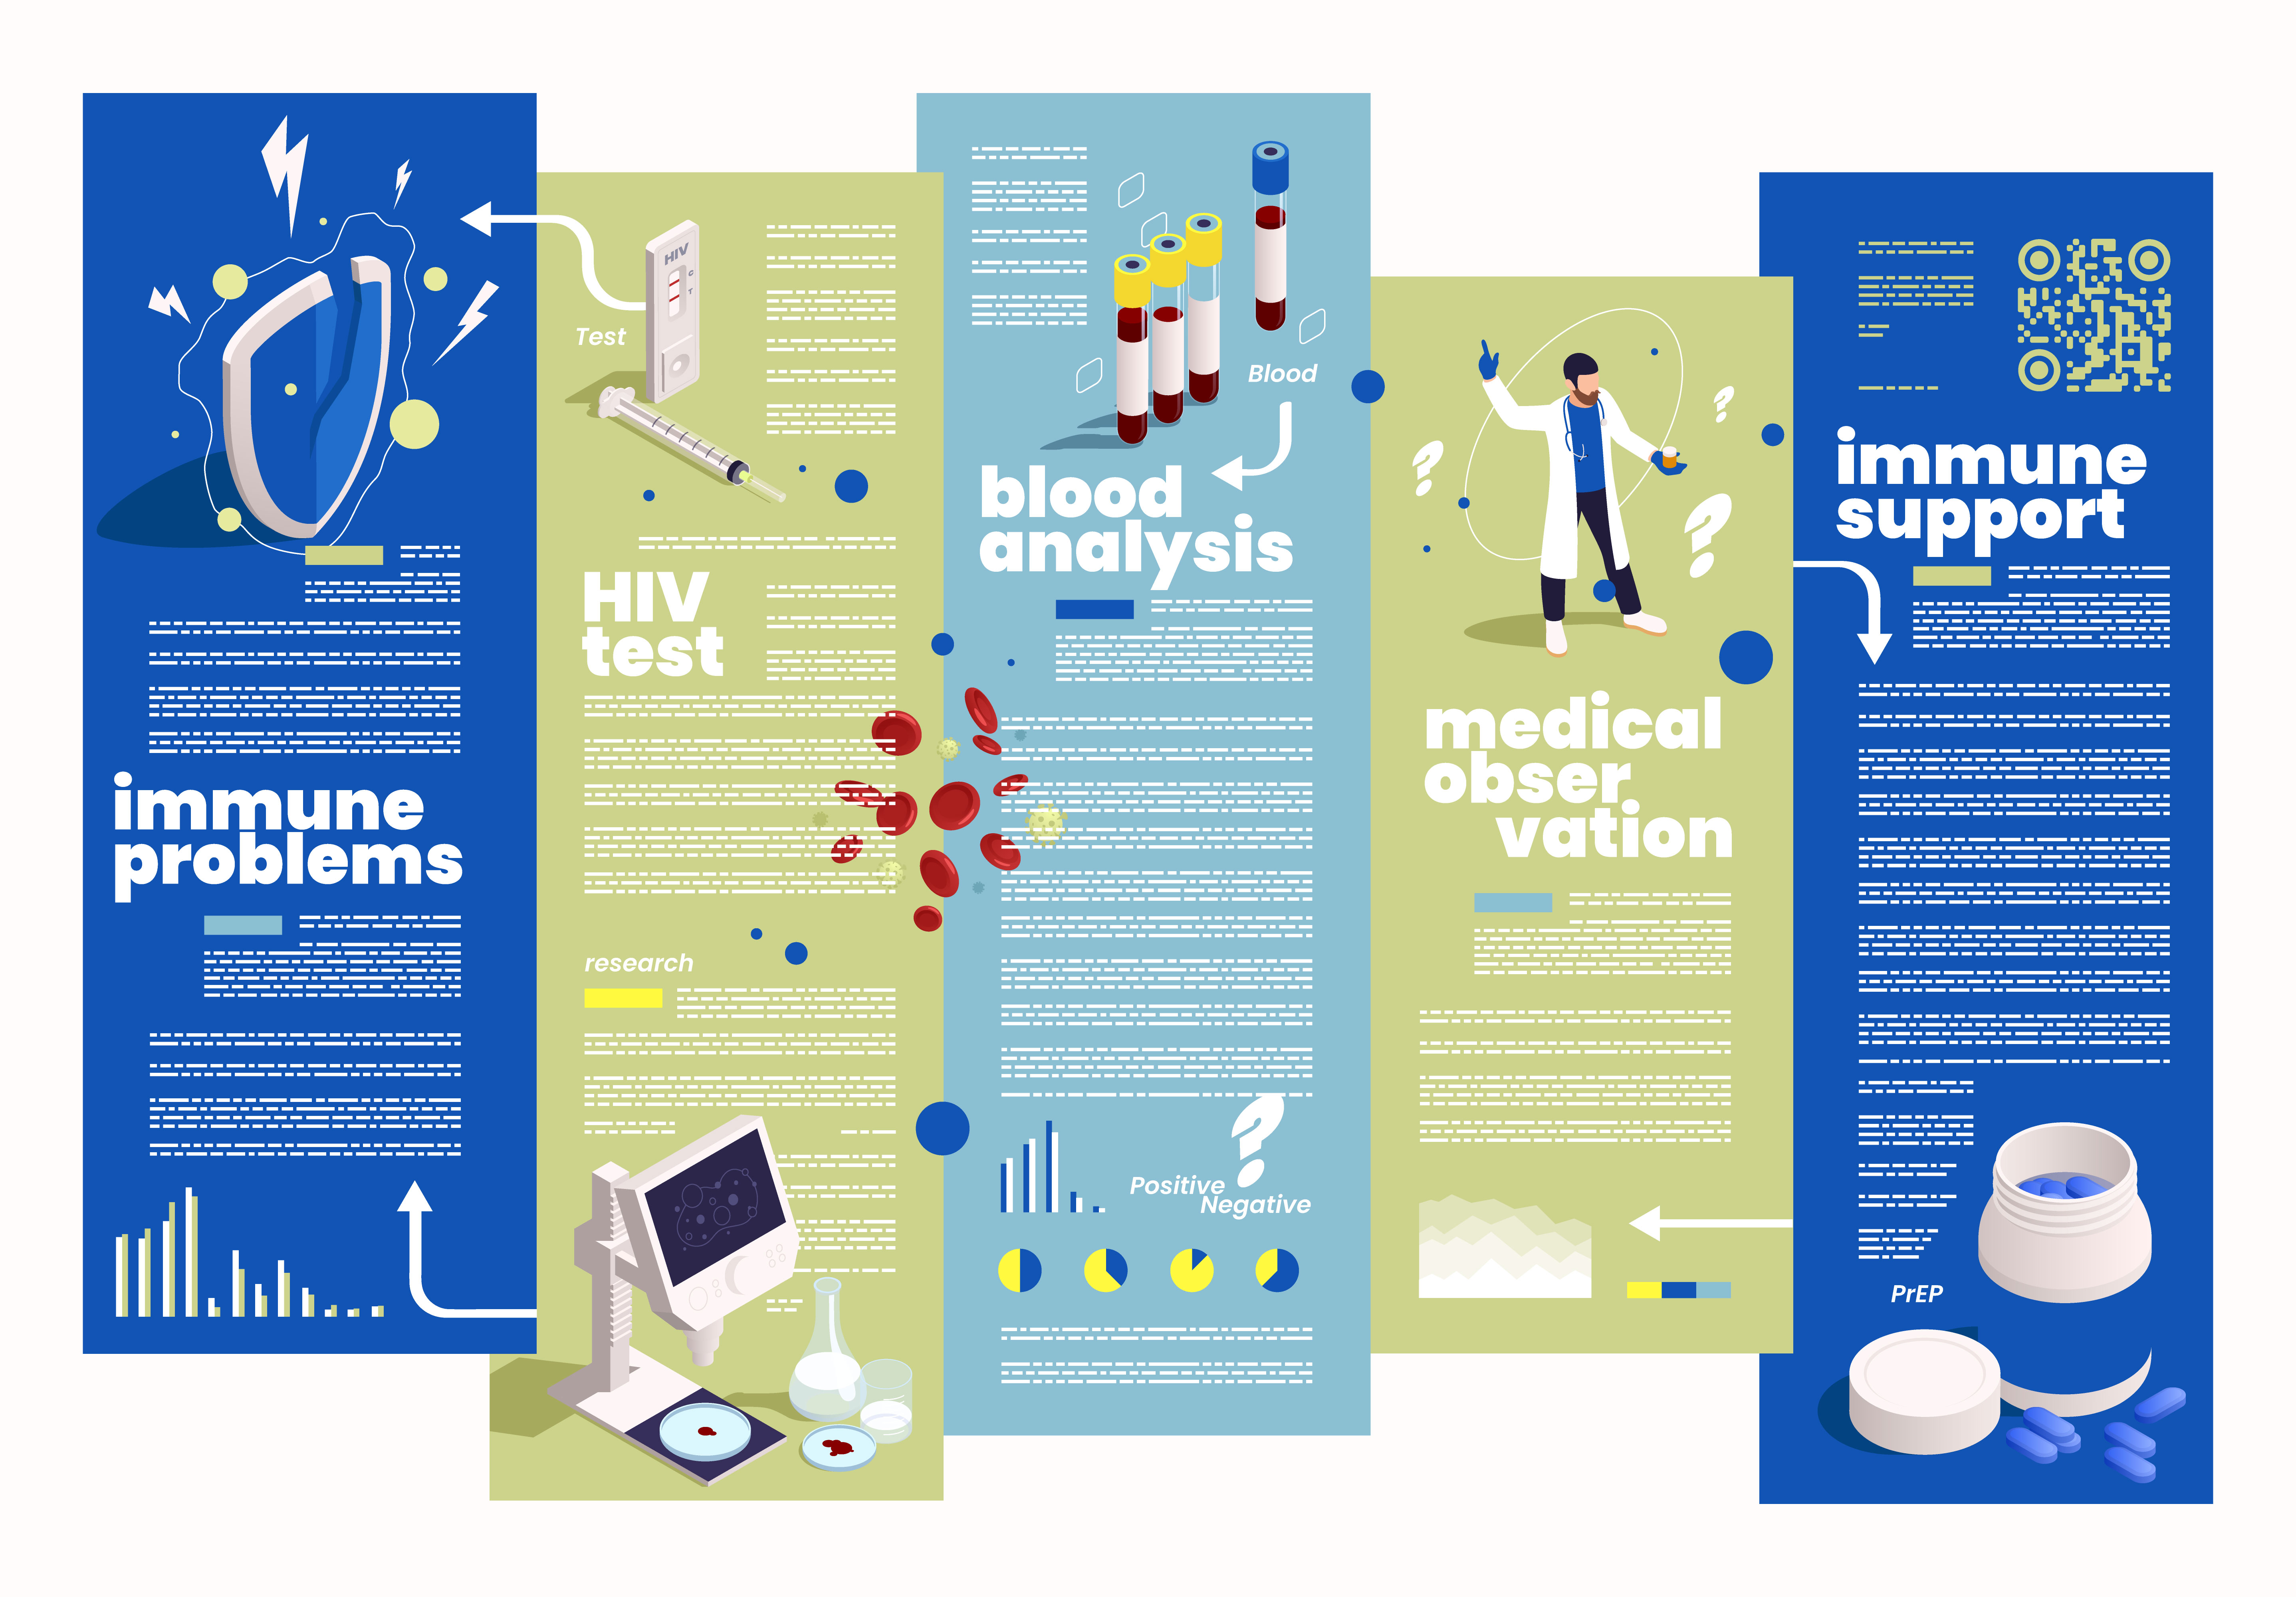 immune
problems
HIV
C
T
Test
HIV
test
research
Blood
blood
analysis
Positive
Negative
medical
obser
vation
immune
support
PrEP